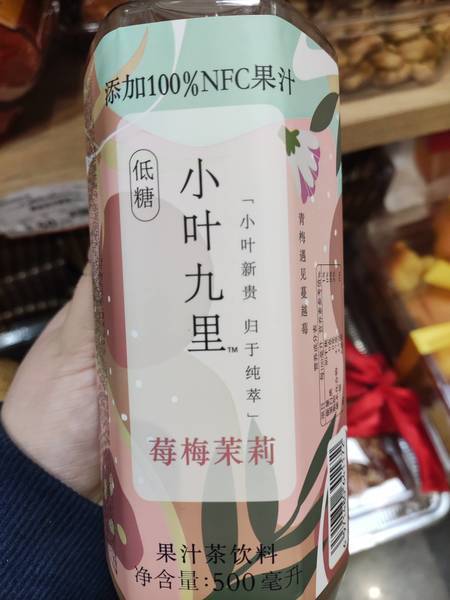 添加100%NFC果汁
低糖
小叶九里™
「小叶新贵 归于纯萃」
青梅遇见蔓越莓
莓梅茉莉
果汁茶饮料
净含量:500毫升